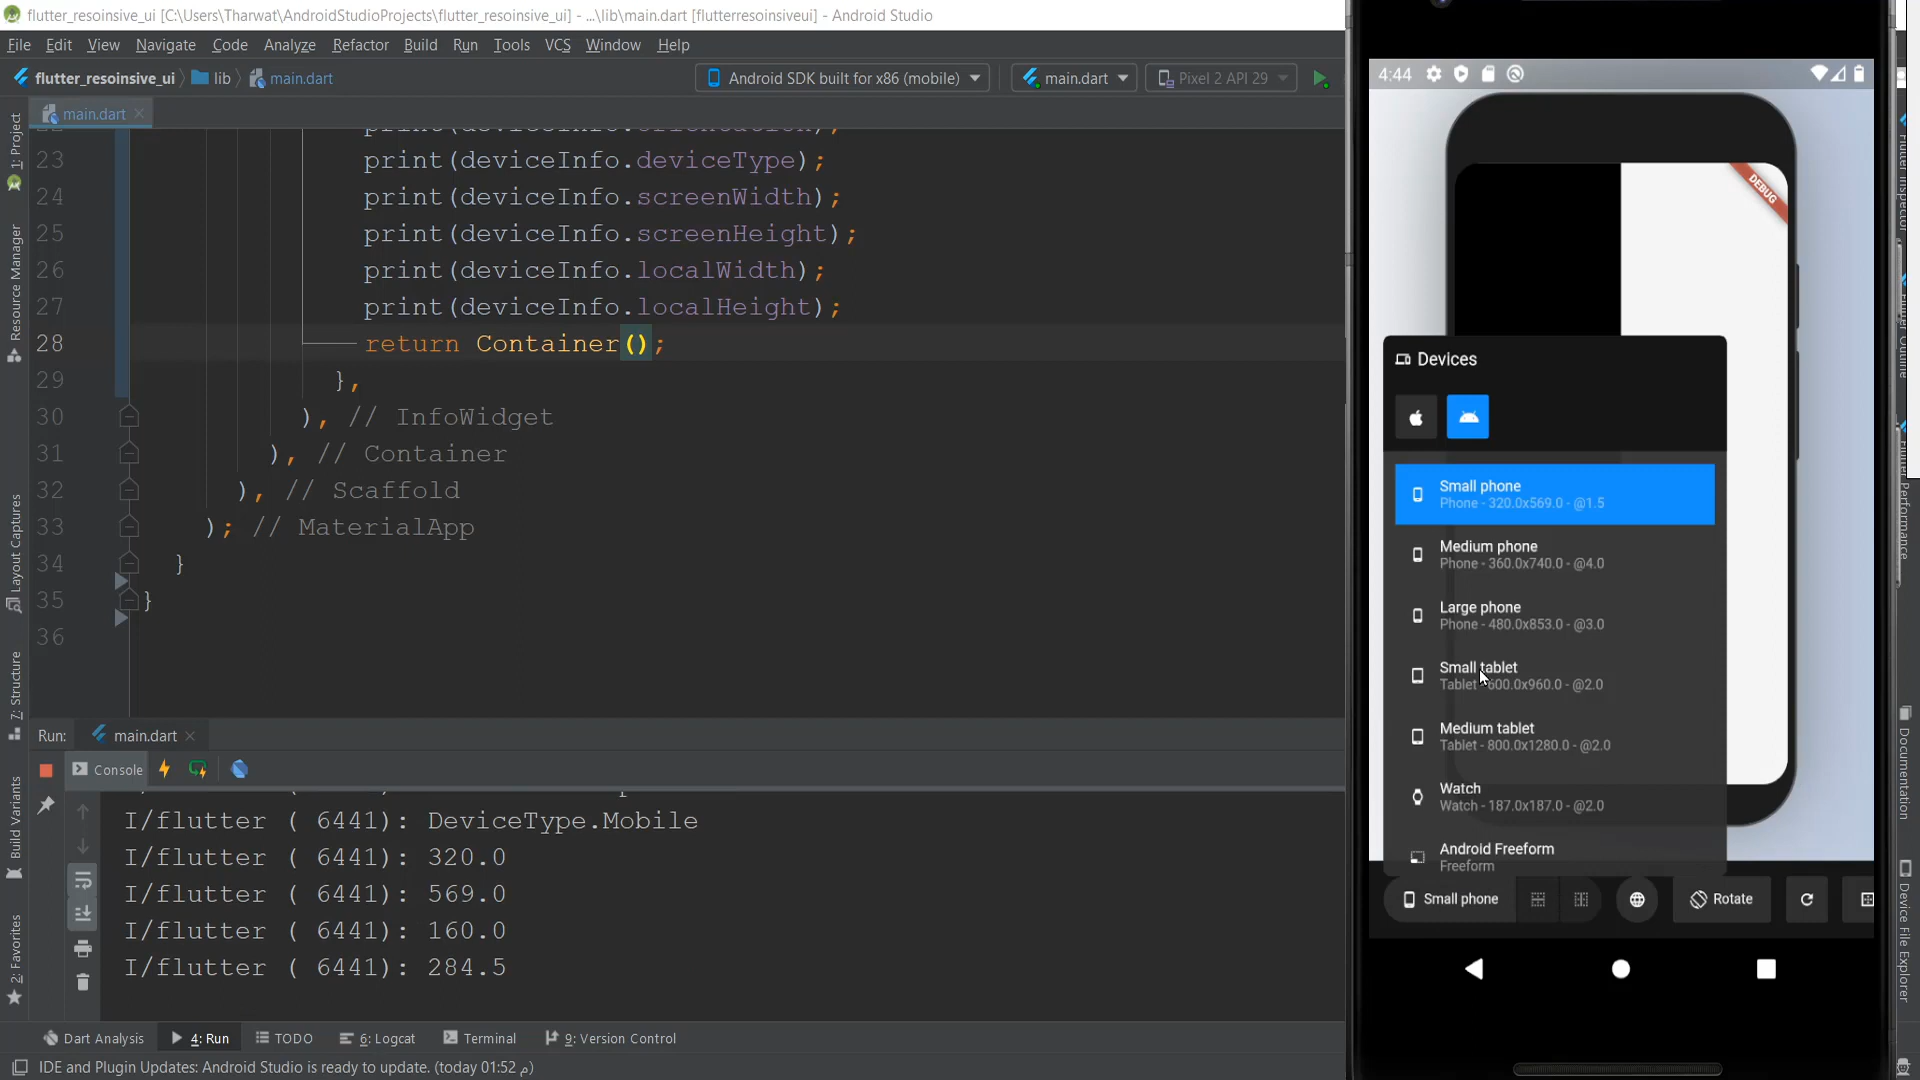 flutter_resoinsive_ui [C:\Users\Tharwat\AndroidStudioProjects\flutter_resoinsive_ui] - ...\lib\main.dart [flutterresoinsiveui] - Android Studio
File Edit View Navigate Code Analyze Refactor Build Run Tools VCS Window Help
flutter_resoinsive_ui lib main.dart Android SDK built for x86 (mobile) main.dart Pixel 2 API 29
main.dart
23 print(deviceInfo.deviceType);
24 print(deviceInfo.screenWidth);
25 print(deviceInfo.screenHeight);
26 print(deviceInfo.localWidth);
27 print(deviceInfo.localHeight);
28 return Container();
29 },
30 ), // InfoWidget
31 ), // Container
32 ), // Scaffold
33 ); // MaterialApp
34 }
35 }
36
1: Project
Resource Manager
Layout Captures
7: Structure
Build Variants
2: Favorites
Run: main.dart
Console
I/flutter ( 6441): DeviceType.Mobile
I/flutter ( 6441): 320.0
I/flutter ( 6441): 569.0
I/flutter ( 6441): 160.0
I/flutter ( 6441): 284.5
Dart Analysis 4: Run TODO 6: Logcat Terminal 9: Version Control
IDE and Plugin Updates: Android Studio is ready to update. (today 01:52 م)
4:44
DEBUG
Devices
Small phone
Phone - 320.0x569.0 - @1.5
Medium phone
Phone - 360.0x740.0 - @4.0
Large phone
Phone - 480.0x853.0 - @3.0
Small tablet
Tablet - 600.0x960.0 - @2.0
Medium tablet
Tablet - 800.0x1280.0 - @2.0
Watch
Watch - 187.0x187.0 - @2.0
Android Freeform
Freeform
Small phone Rotate
Flutter Outline
Flutter Performance
Documentation
Device File Explorer